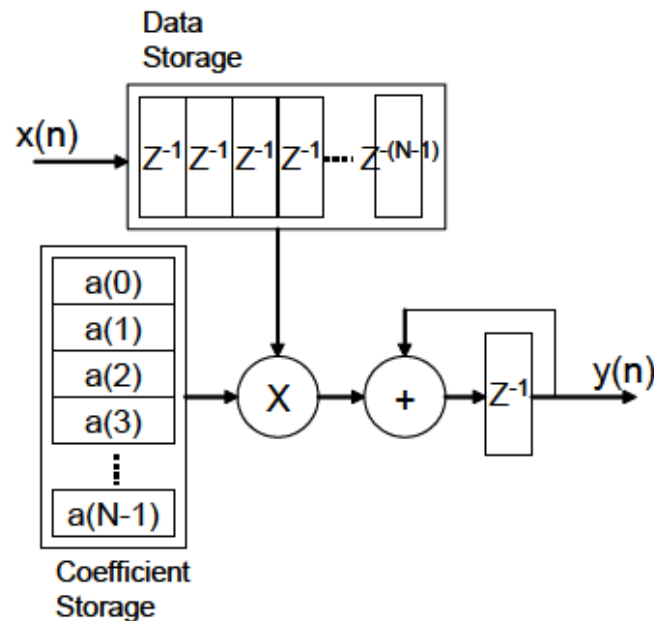 Data
Storage
x(n)
Z⁻¹ Z⁻¹ Z⁻¹ Z⁻¹ Z⁻⁽ᴺ⁻¹⁾
a(0)
a(1)
a(2)
a(3)
a(N-1)
X
+
Z⁻¹
y(n)
Coefficient
Storage